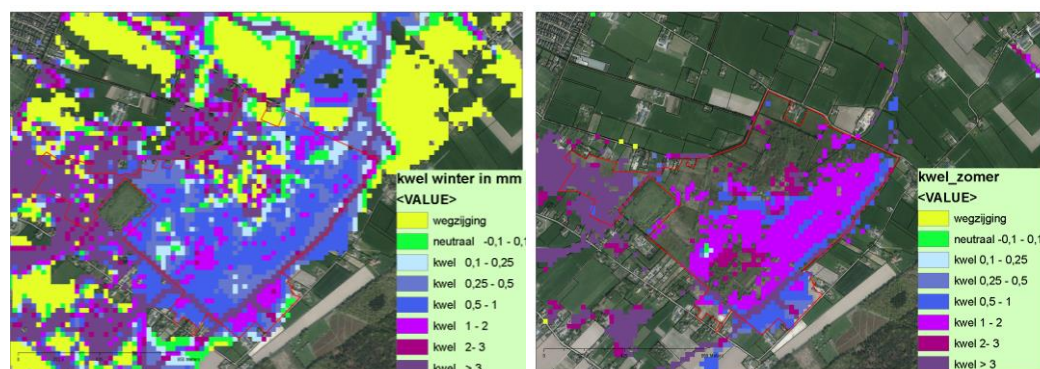 kwel winter in mm
<VALUE>
wegzijging
neutraal -0,1 - 0,1
kwel 0,1 - 0,25
kwel 0,25 - 0,5
kwel 0,5 - 1
kwel 1 - 2
kwel 2- 3
kwel > 3
kwel_zomer
<VALUE>
wegzijging
neutraal -0,1 - 0,1
kwel 0,1 - 0,25
kwel 0,25 - 0,5
kwel 0,5 - 1
kwel 1 - 2
kwel 2- 3
kwel > 3